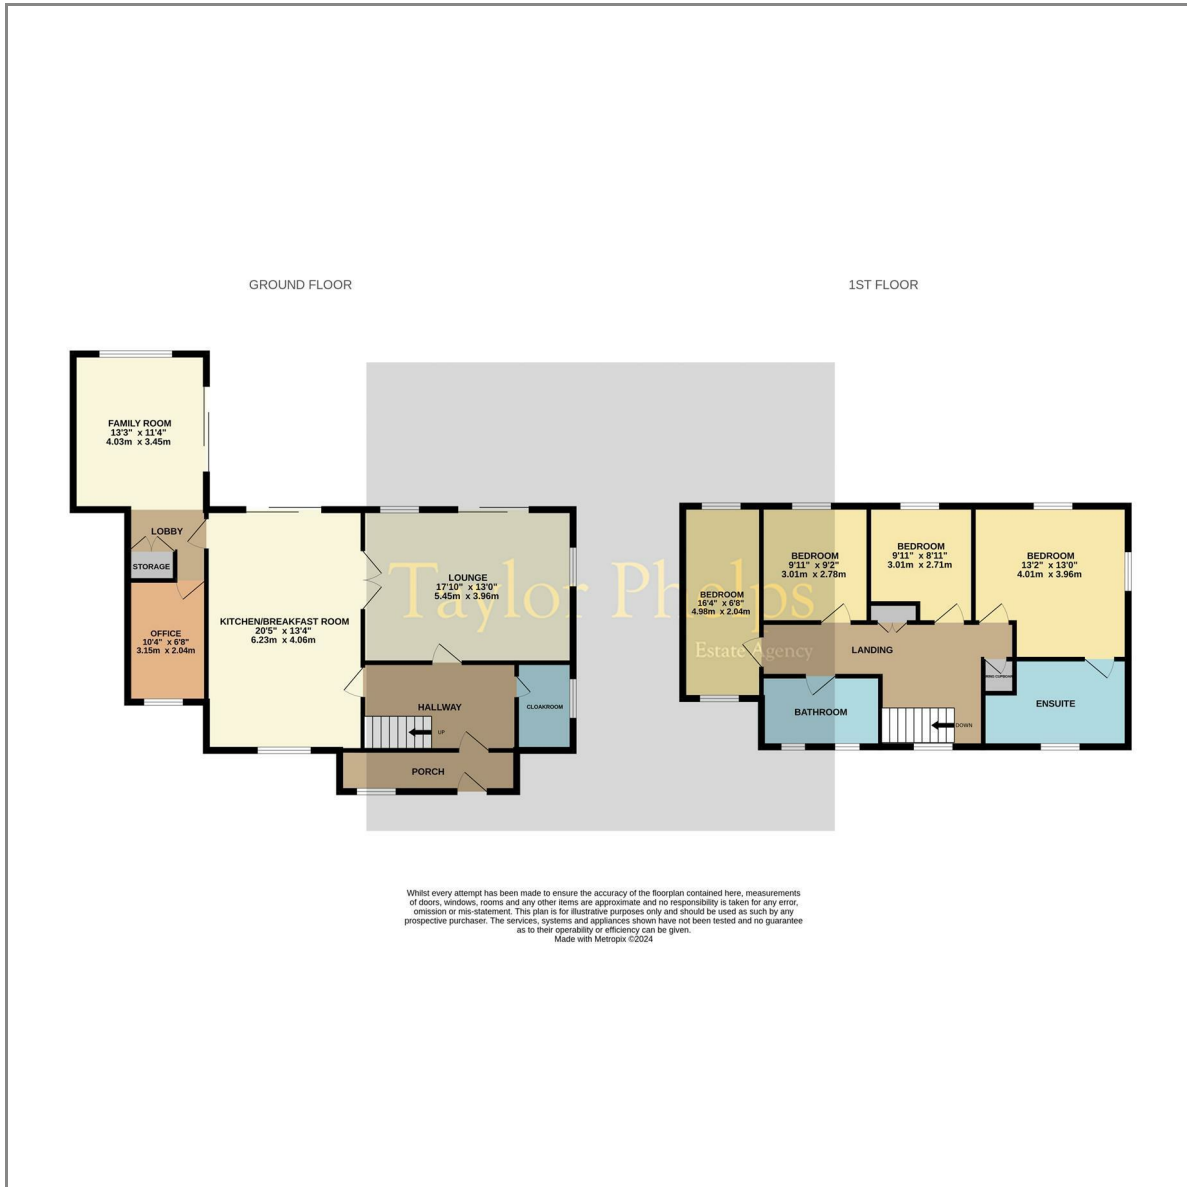 GROUND FLOOR
1ST FLOOR
FAMILY ROOM
13'3" x 11'4"
4.03m x 3.45m
LOBBY
STORAGE
OFFICE
10'4" x 6'8"
3.15m x 2.04m
KITCHEN/BREAKFAST ROOM
20'5" x 13'4"
6.23m x 4.06m
LOUNGE
17'10" x 13'0"
5.45m x 3.96m
HALLWAY
UP
CLOAKROOM
PORCH
BEDROOM
16'4" x 6'8"
4.98m x 2.04m
BEDROOM
9'11" x 9'2"
3.01m x 2.78m
BEDROOM
9'11" x 8'11"
3.01m x 2.71m
BEDROOM
13'2" x 13'0"
4.01m x 3.96m
LANDING
CUPBOARD
BATHROOM
DOWN
ENSUITE
Taylor Phelps
Estate Agency
Whilst every attempt has been made to ensure the accuracy of the floorplan contained here, measurements
of doors, windows, rooms and any other items are approximate and no responsibility is taken for any error,
omission or mis-statement. This plan is for illustrative purposes only and should be used as such by any
prospective purchaser. The services, systems and appliances shown have not been tested and no guarantee
as to their operability or efficiency can be given.
Made with Metropix ©2024